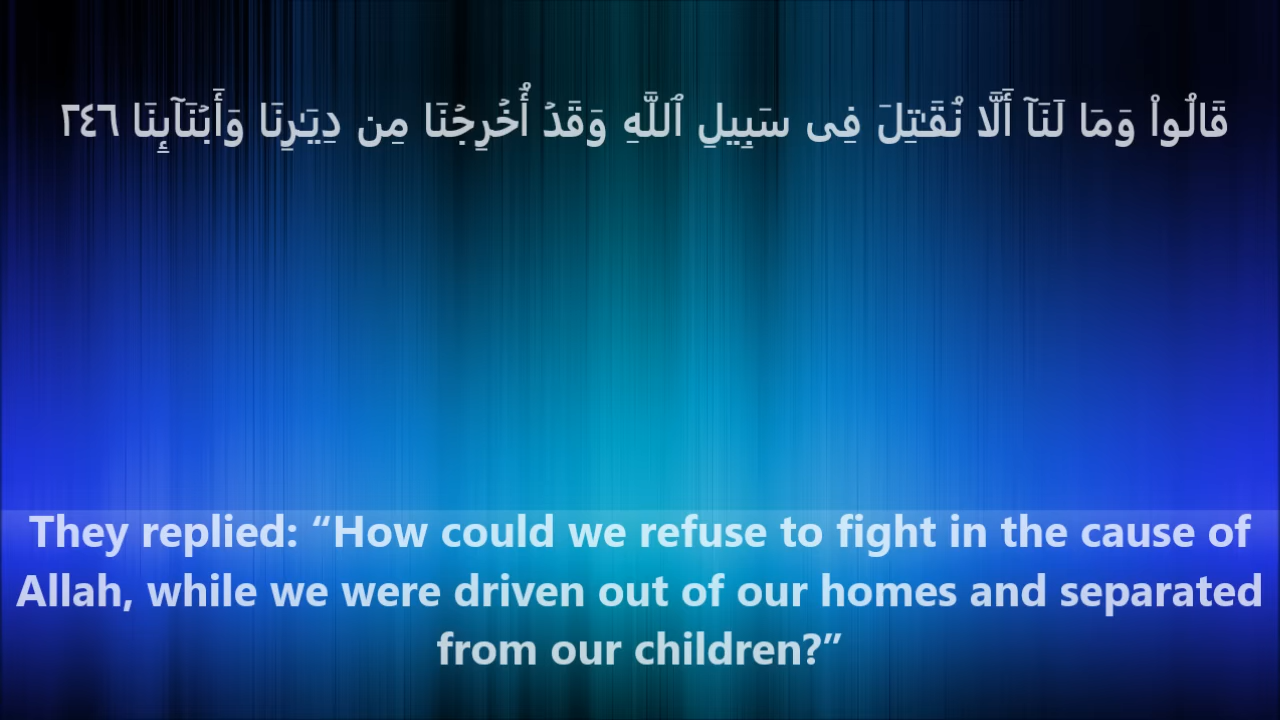 قَالُوا۟ وَمَا لَنَآ أَلَّا نُقَـٰتِلَ فِى سَبِيلِ ٱللَّهِ وَقَدْ أُخْرِجْنَا مِن دِيَـٰرِنَا وَأَبْنَآئِنَا ٢٤٦
They replied: “How could we refuse to fight in the cause of
Allah, while we were driven out of our homes and separated
from our children?”